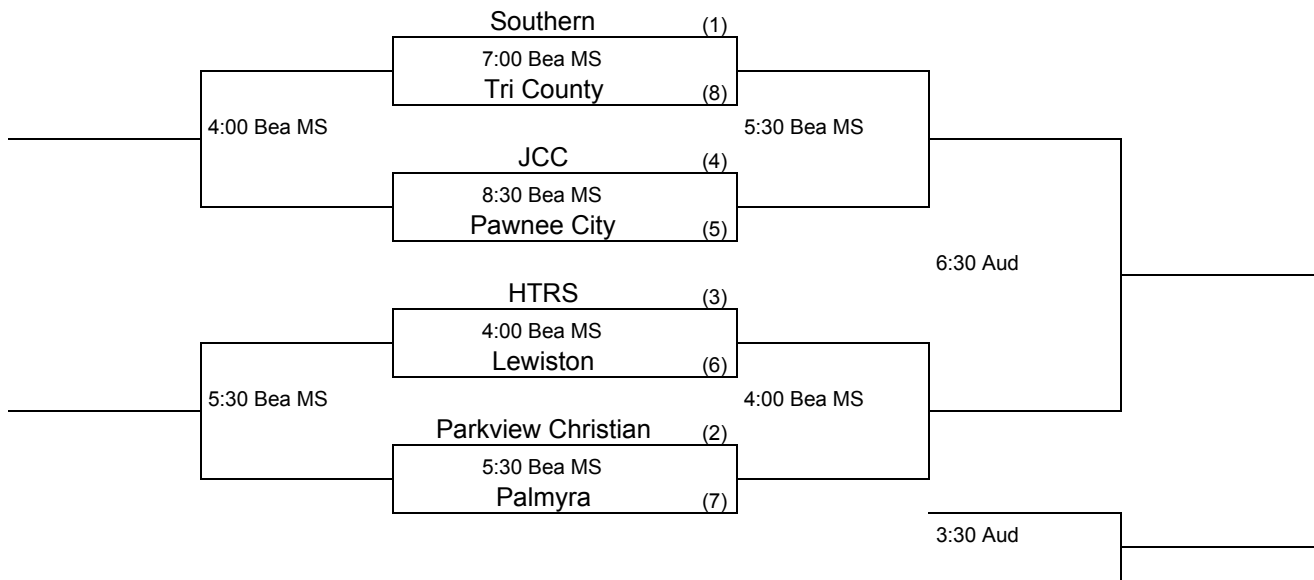 Southern (1)
7:00 Bea MS
Tri County (8)
4:00 Bea MS
5:30 Bea MS
JCC (4)
8:30 Bea MS
Pawnee City (5)
6:30 Aud
HTRS (3)
4:00 Bea MS
Lewiston (6)
5:30 Bea MS
4:00 Bea MS
Parkview Christian (2)
5:30 Bea MS
Palmyra (7)
3:30 Aud